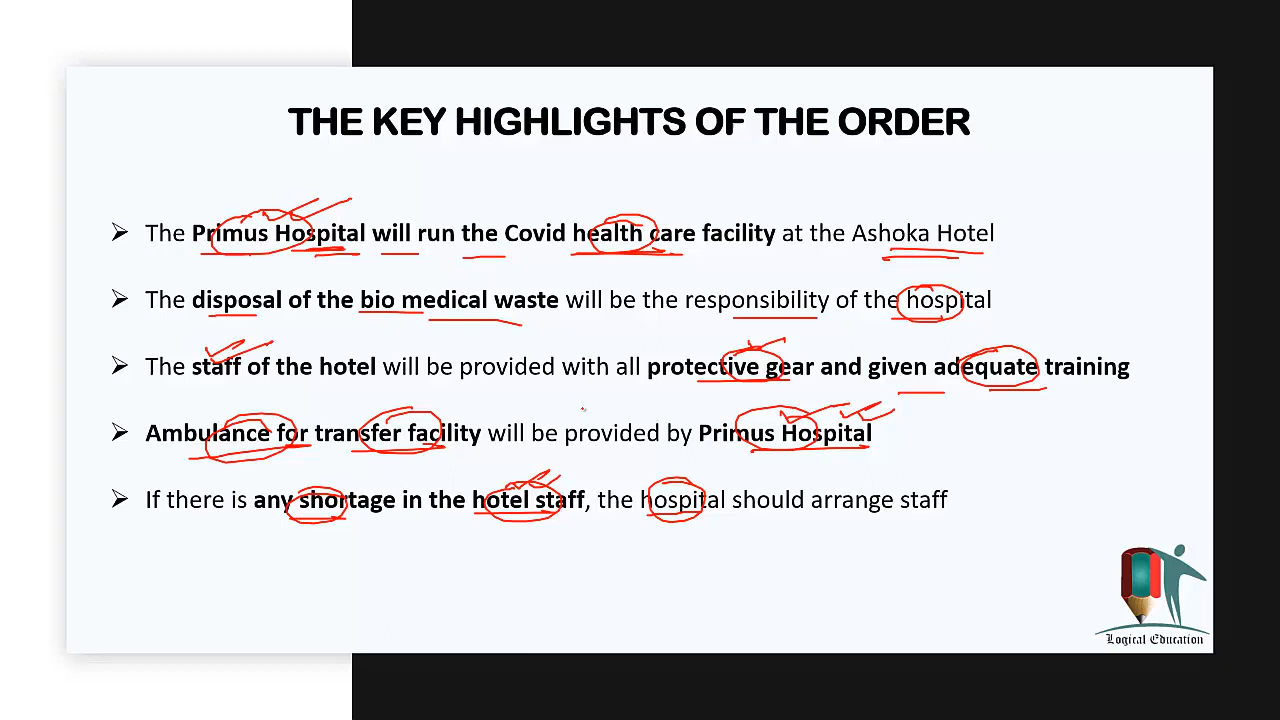 THE KEY HIGHLIGHTS OF THE ORDER
The Primus Hospital will run the Covid health care facility at the Ashoka Hotel
The disposal of the bio medical waste will be the responsibility of the hospital
The staff of the hotel will be provided with all protective gear and given adequate training
Ambulance for transfer facility will be provided by Primus Hospital
If there is any shortage in the hotel staff, the hospital should arrange staff
Logical Education